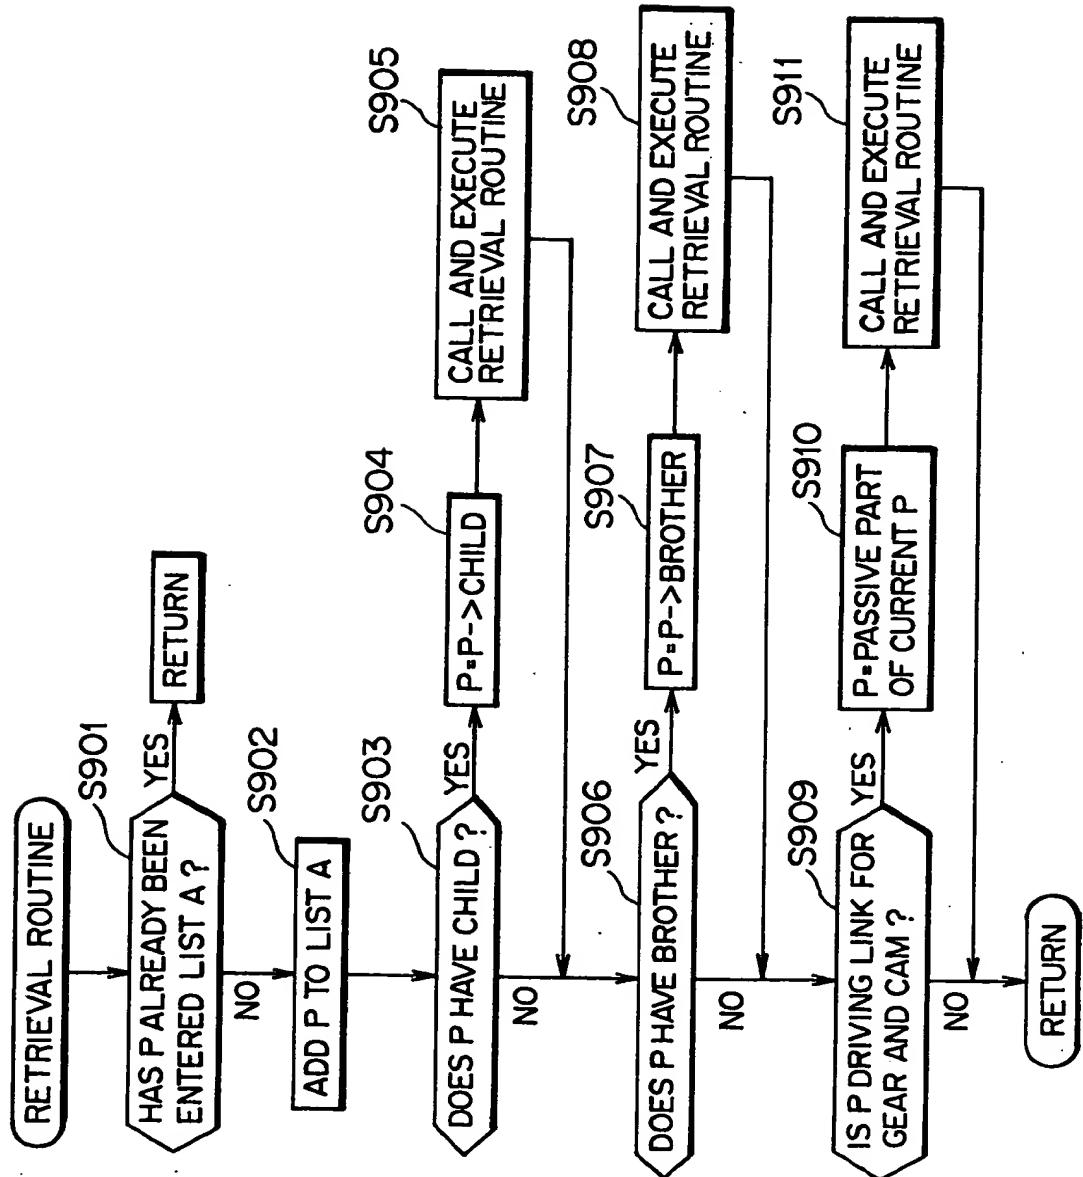 RETRIEVAL ROUTINE
S901
HAS P ALREADY BEEN
ENTERED LIST A ?
YES
RETURN
NO
S902
ADD P TO LIST A
S903
DOES P HAVE CHILD ?
YES
S904
P=P->CHILD
S905
CALL AND EXECUTE
RETRIEVAL ROUTINE
NO
S906
DOES P HAVE BROTHER ?
YES
S907
P=P->BROTHER
S908
CALL AND EXECUTE
RETRIEVAL ROUTINE
NO
S909
IS P DRIVING LINK FOR
GEAR AND CAM ?
YES
S910
P=PASSIVE PART
OF CURRENT P
S911
CALL AND EXECUTE
RETRIEVAL ROUTINE
NO
RETURN